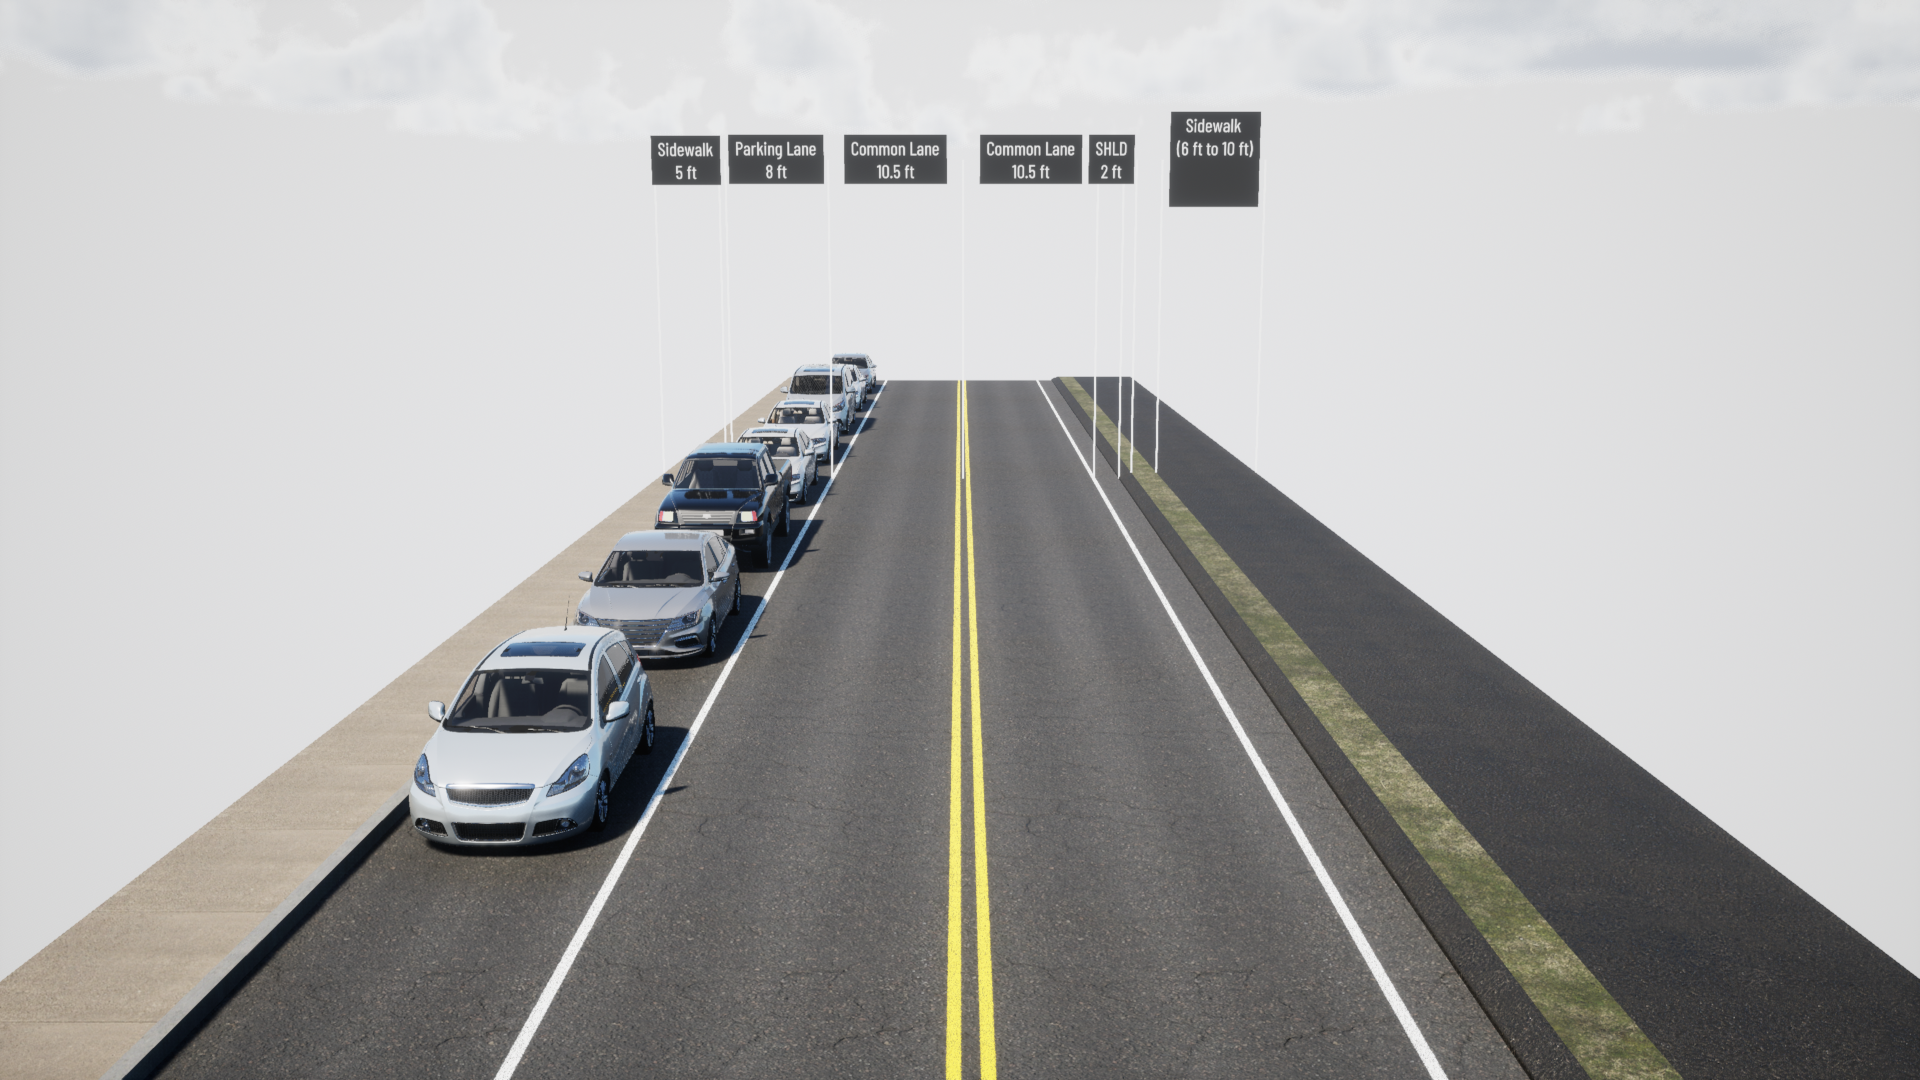 Sidewalk
5 ft
Parking Lane
8 ft
Common Lane
10.5 ft
Common Lane
10.5 ft
SHLD
2 ft
Sidewalk
(6 ft to 10 ft)